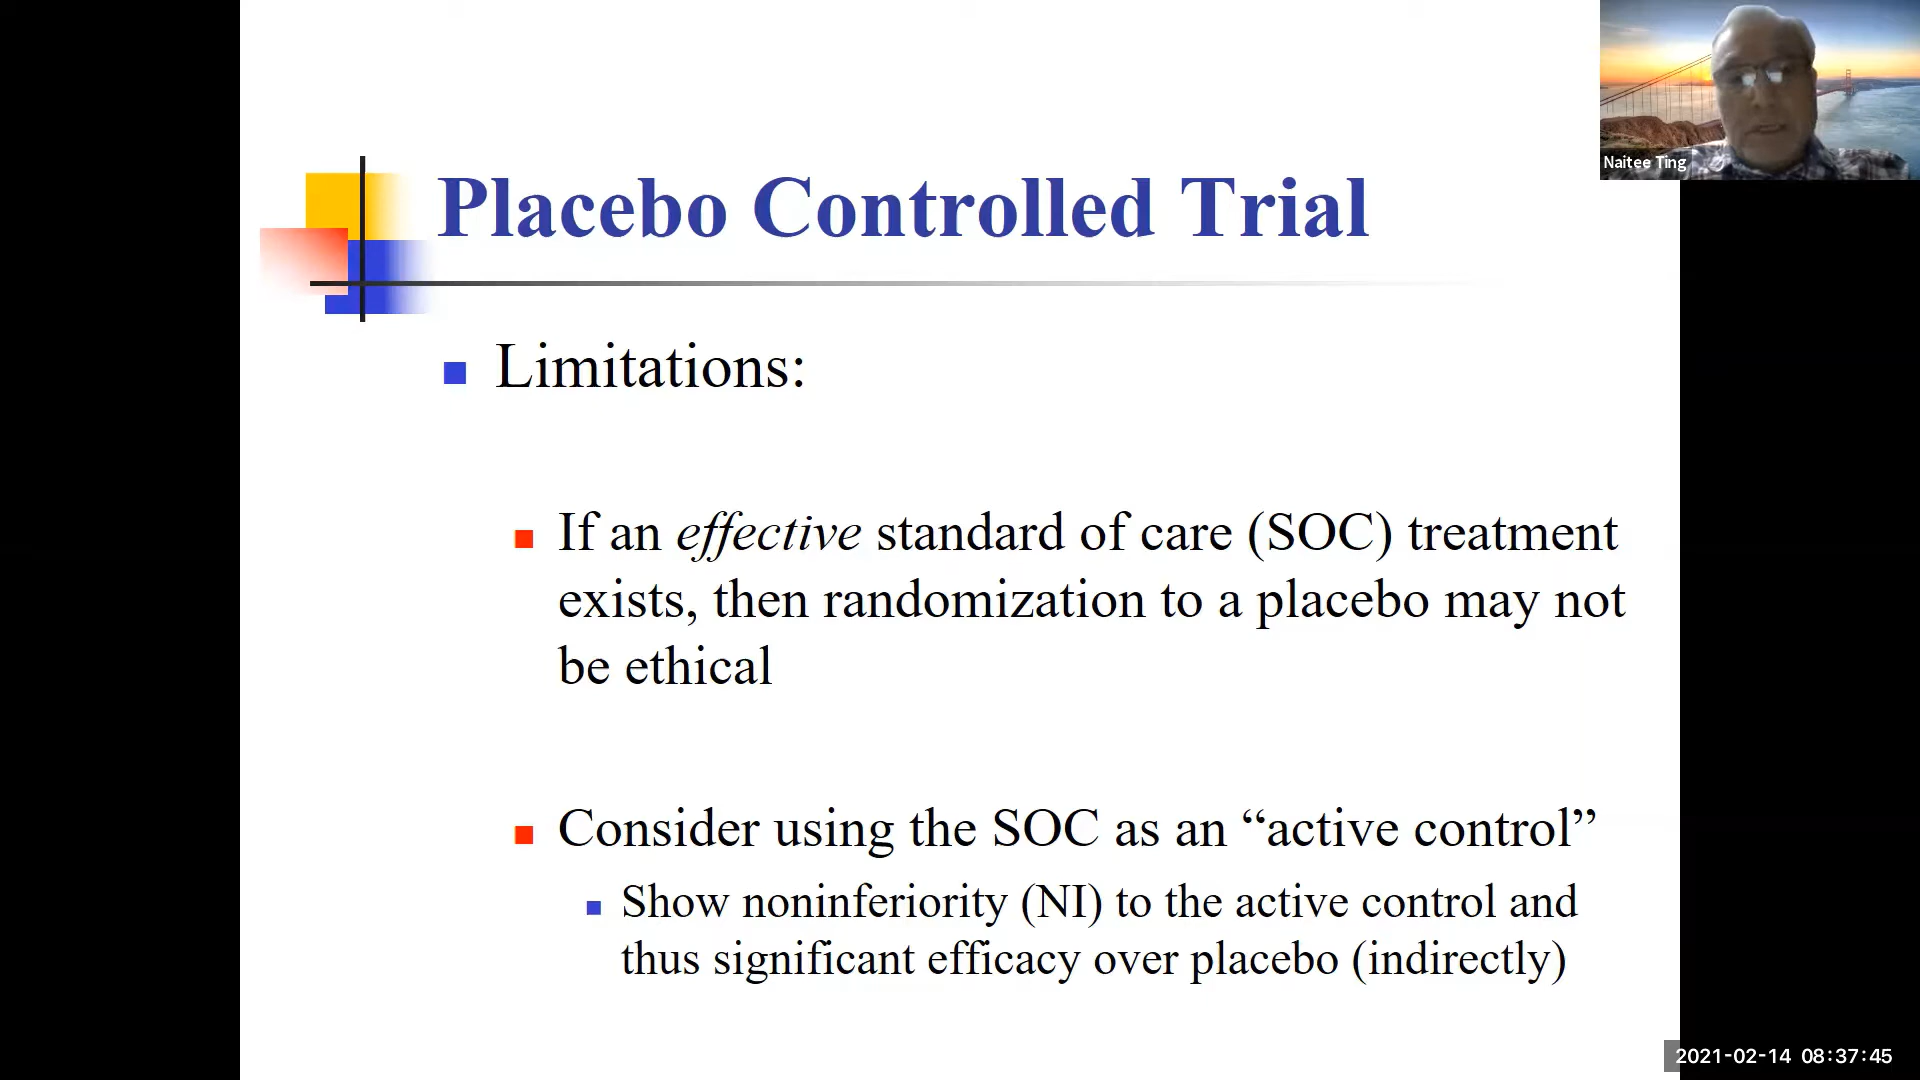 Naitee Ting
Placebo Controlled Trial
Limitations:
If an effective standard of care (SOC) treatment
exists, then randomization to a placebo may not
be ethical
Consider using the SOC as an “active control”
Show noninferiority (NI) to the active control and
thus significant efficacy over placebo (indirectly)
2021-02-14 08:37:45